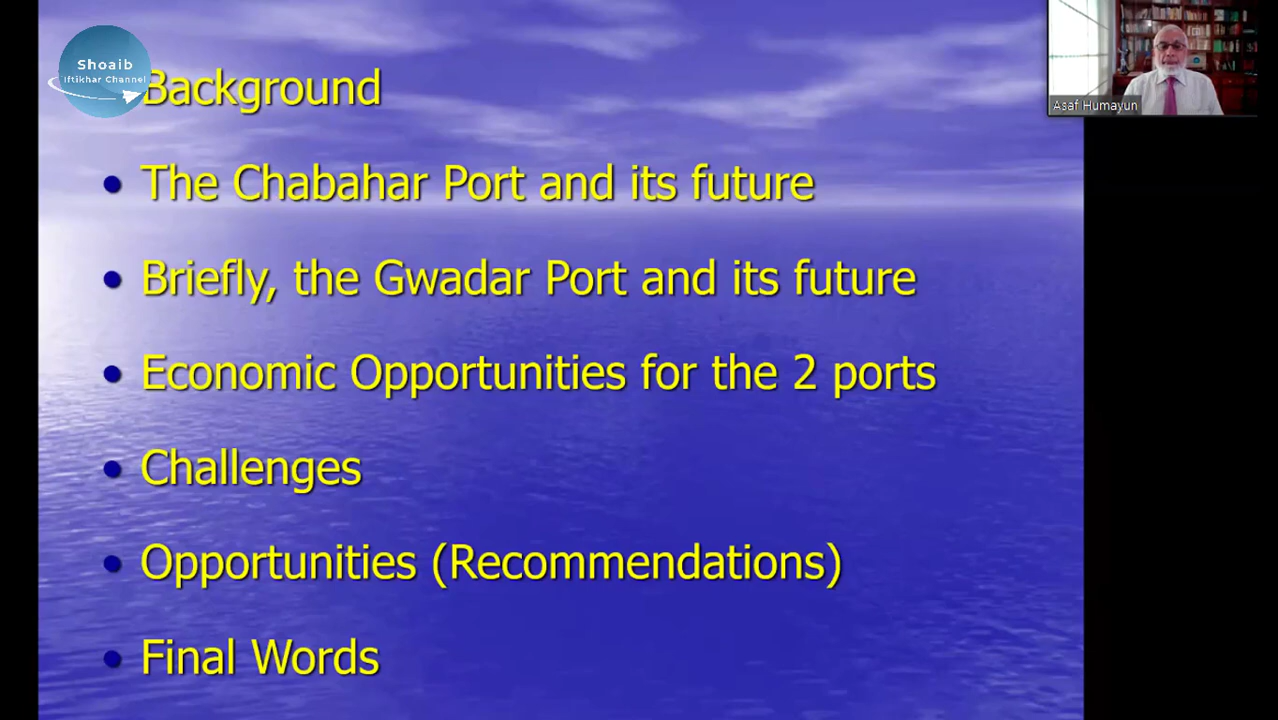 Shoaib
Iftikhar Channel
Background
Asaf Humayun
• The Chabahar Port and its future
• Briefly, the Gwadar Port and its future
• Economic Opportunities for the 2 ports
• Challenges
• Opportunities (Recommendations)
• Final Words